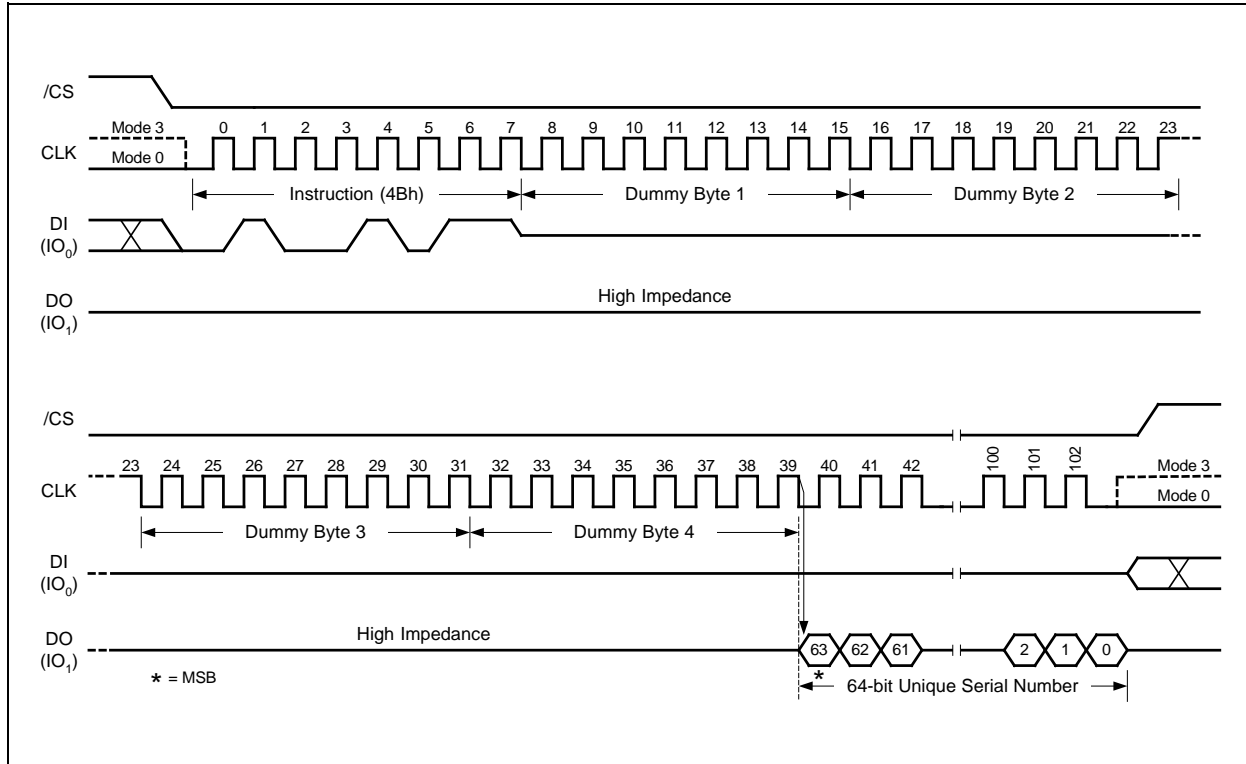 /CS
Mode 3
0 1 2 3 4 5 6 7 8 9 10 11 12 13 14 15 16 17 18 19 20 21 22 23
CLK
Mode 0
Instruction (4Bh)
Dummy Byte 1
Dummy Byte 2
DI
(IO0)
High Impedance
DO
(IO1)
/CS
23 24 25 26 27 28 29 30 31 32 33 34 35 36 37 38 39 40 41 42 100 101 102
Mode 3
CLK
Mode 0
Dummy Byte 3
Dummy Byte 4
DI
(IO0)
High Impedance
DO
(IO1)
63 62 61 2 1 0
* = MSB
*
64-bit Unique Serial Number